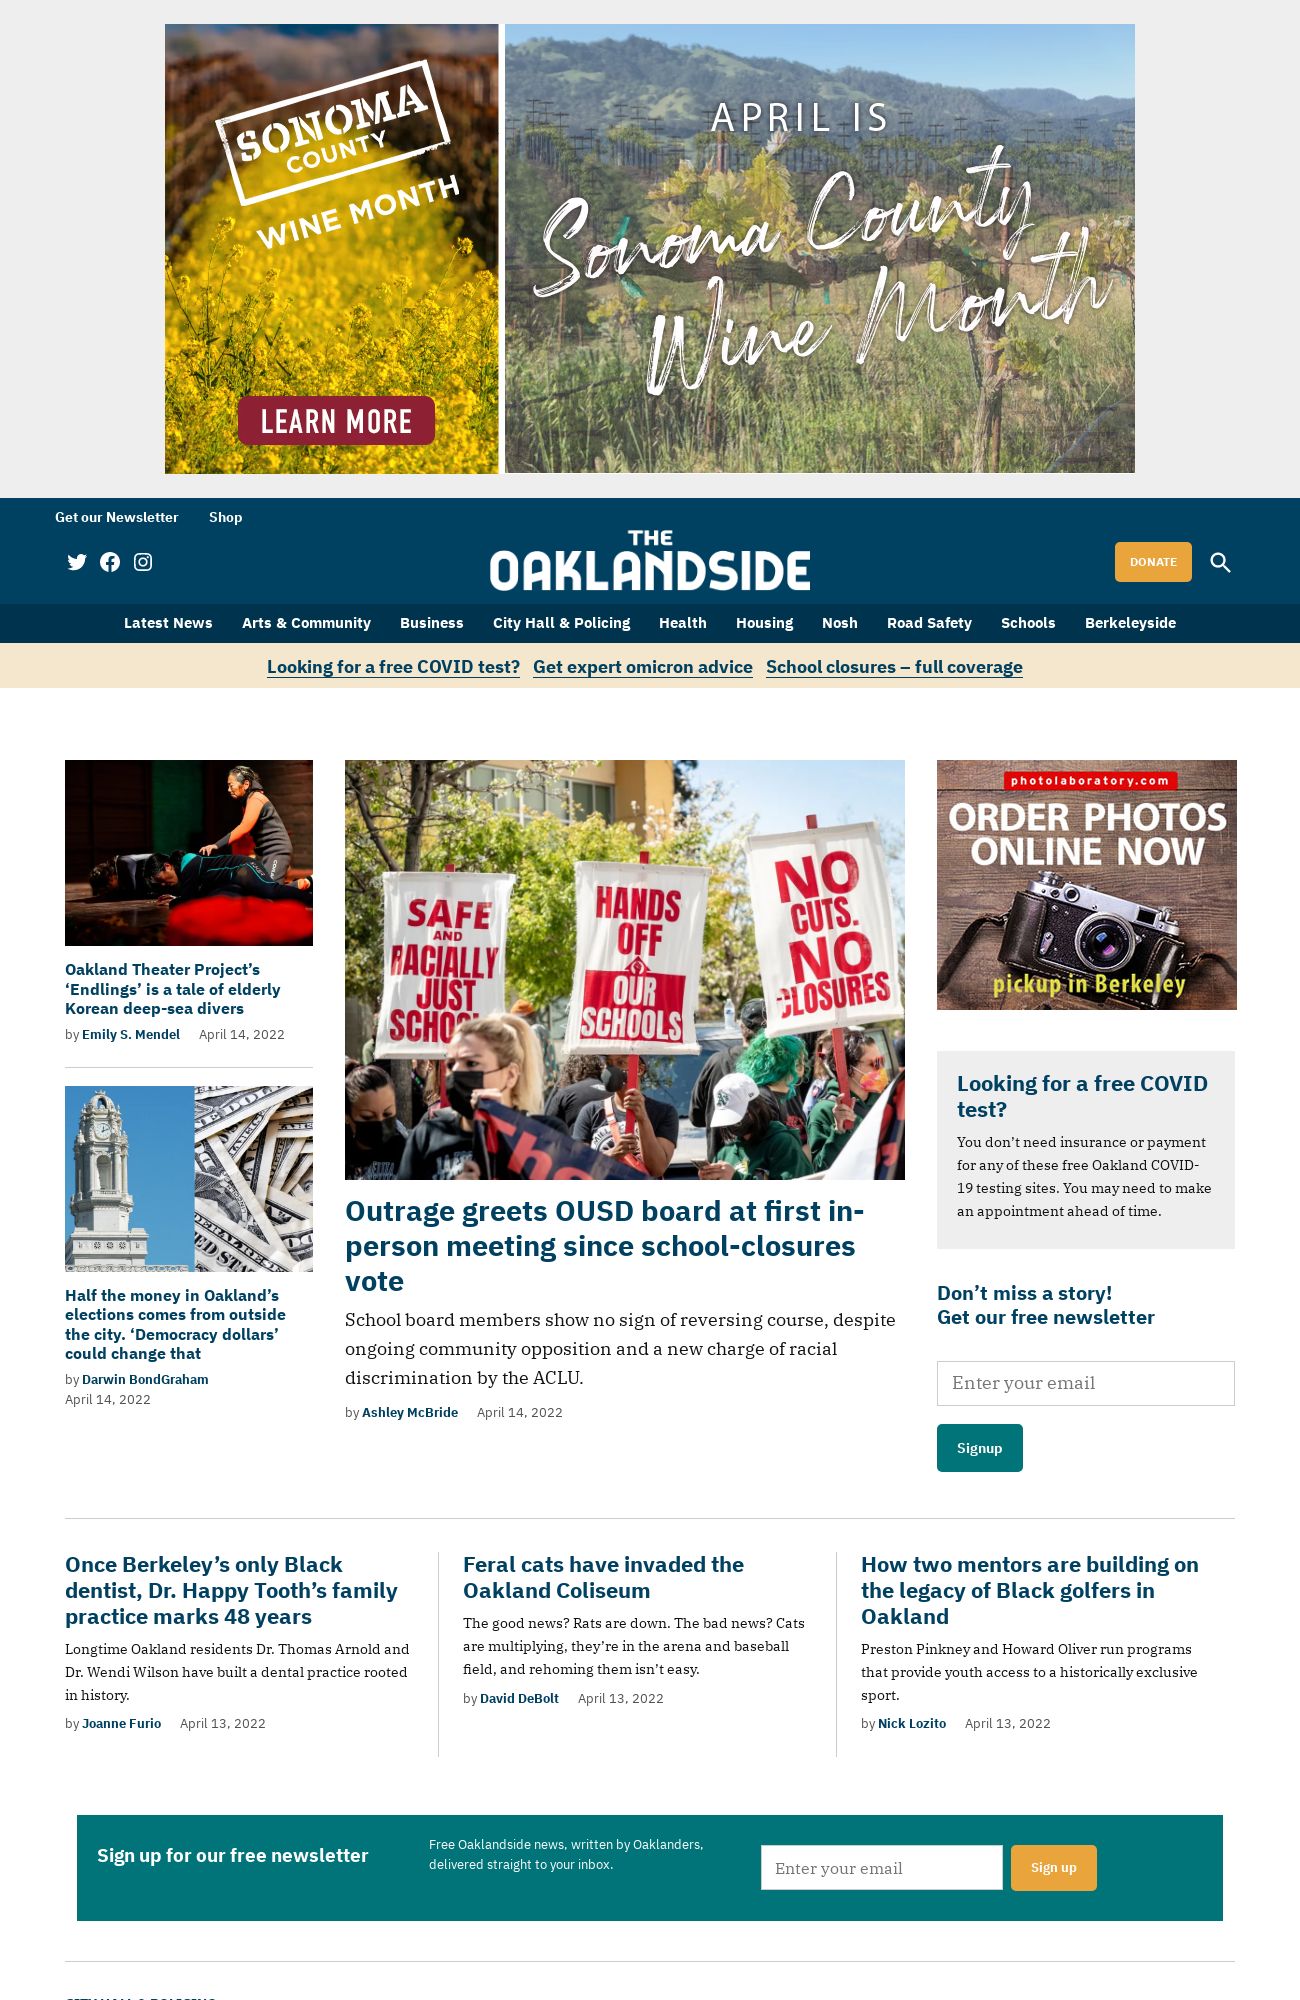 SONOMA
COUNTY
WINE MONTH
LEARN MORE
APRIL IS
Sonoma County
Wine Month
Get our Newsletter
Shop
THE
OAKLANDSIDE
DONATE
Latest News
Arts & Community
Business
City Hall & Policing
Health
Housing
Nosh
Road Safety
Schools
Berkeleyside
Looking for a free COVID test?
Get expert omicron advice
School closures – full coverage
Oakland Theater Project’s
‘Endlings’ is a tale of elderly
Korean deep-sea divers
by Emily S. Mendel April 14, 2022
Half the money in Oakland’s
elections comes from outside
the city. ‘Democracy dollars’
could change that
by Darwin BondGraham
April 14, 2022
SAFE
AND
RACIALLY
JUST
HANDS
OFF
OUR
SCHOOLS
NO
CUTS.
NO
CLOSURES
Outrage greets OUSD board at first in-
person meeting since school-closures
vote
School board members show no sign of reversing course, despite
ongoing community opposition and a new charge of racial
discrimination by the ACLU.
by Ashley McBride April 14, 2022
photolaboratory.com
ORDER PHOTOS
ONLINE NOW
pickup in Berkeley
Looking for a free COVID
test?
You don’t need insurance or payment
for any of these free Oakland COVID-
19 testing sites. You may need to make
an appointment ahead of time.
Don’t miss a story!
Get our free newsletter
Enter your email
Signup
Once Berkeley’s only Black
dentist, Dr. Happy Tooth’s family
practice marks 48 years
Longtime Oakland residents Dr. Thomas Arnold and
Dr. Wendi Wilson have built a dental practice rooted
in history.
by Joanne Furio April 13, 2022
Feral cats have invaded the
Oakland Coliseum
The good news? Rats are down. The bad news? Cats
are multiplying, they’re in the arena and baseball
field, and rehoming them isn’t easy.
by David DeBolt April 13, 2022
How two mentors are building on
the legacy of Black golfers in
Oakland
Preston Pinkney and Howard Oliver run programs
that provide youth access to a historically exclusive
sport.
by Nick Lozito April 13, 2022
Sign up for our free newsletter
Free Oaklandside news, written by Oaklanders,
delivered straight to your inbox.
Enter your email
Sign up